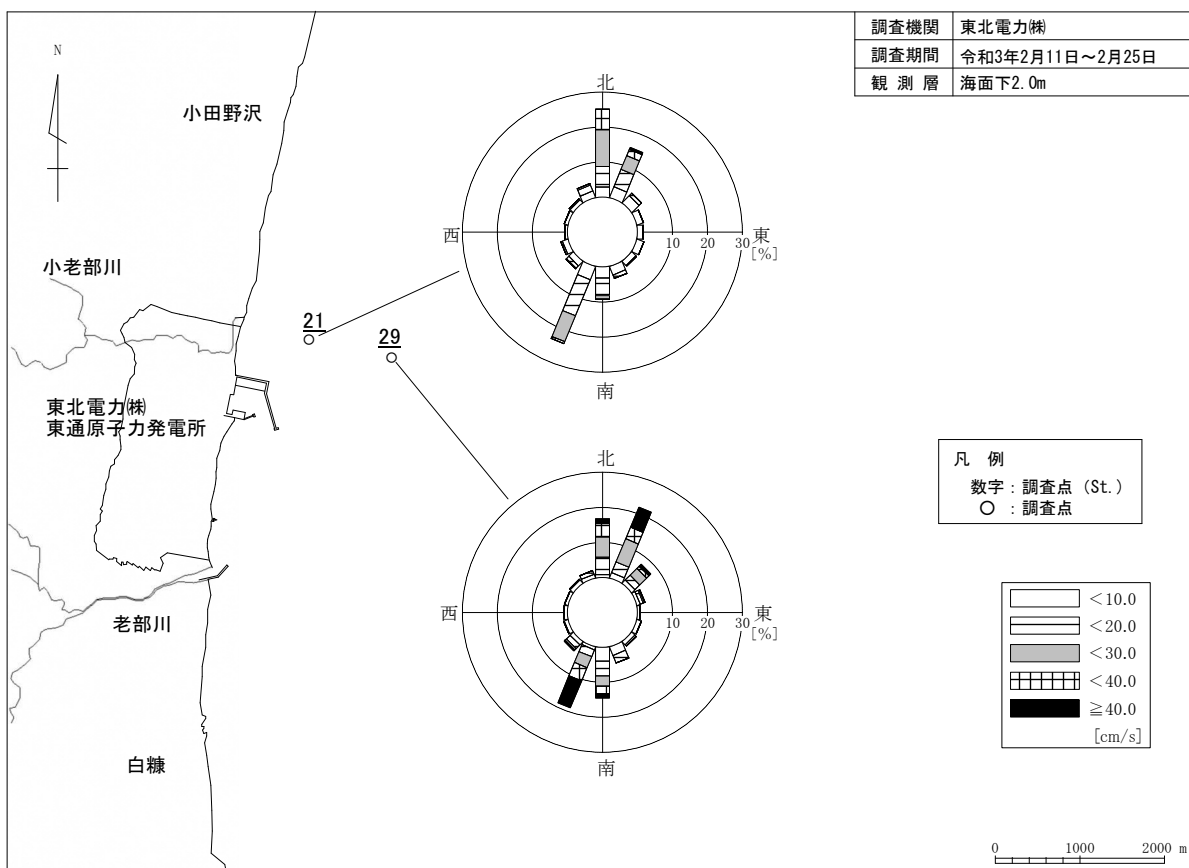 調査機関 東北電力㈱
調査期間 令和3年2月11日～2月25日
観測層 海面下2.0m
N
小田野沢
小老部川
東北電力㈱
東通原子力発電所
老部川
白糠
21
29
北
西
東
10 20 30
[%]
南
北
西
東
10 20 30
[%]
南
凡 例
数字：調査点（St.）
○ ：調査点
＜10.0
＜20.0
＜30.0
＜40.0
≧40.0
[cm/s]
0 1000 2000 m